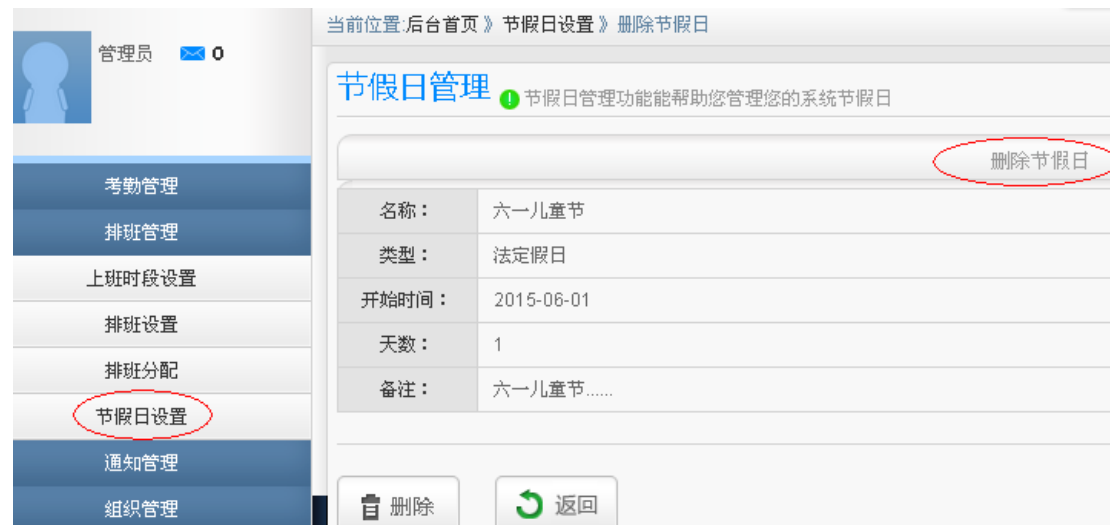 当前位置:后台首页 》 节假日设置 》 删除节假日
管理员 0
节假日管理 节假日管理功能能帮助您管理您的系统节假日
删除节假日
考勤管理
排班管理
上班时段设置
排班设置
排班分配
节假日设置
通知管理
组织管理
名称： 六一儿童节
类型： 法定假日
开始时间： 2015-06-01
天数： 1
备注： 六一儿童节......
删除 返回